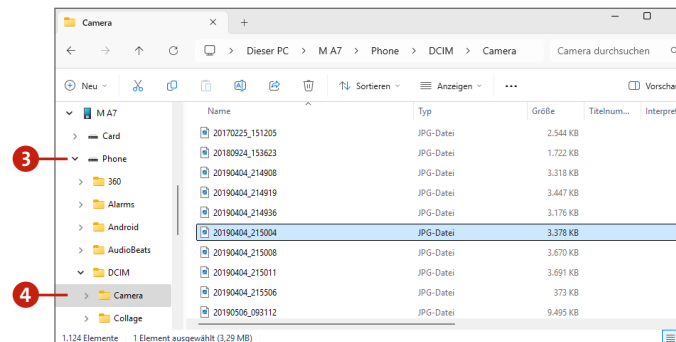 Camera
Dieser PC > M A7 > Phone > DCIM > Camera
Camera durchsuchen
Neu
Sortieren
Anzeigen
Vorschau
Name Typ Größe Titelnum... Interpret
M A7
Card
3 Phone
360
Alarms
Android
AudioBeats
DCIM
4 Camera
Collage
20170225_151205 JPG-Datei 2.544 KB
20180924_153623 JPG-Datei 1.722 KB
20190404_214908 JPG-Datei 3.318 KB
20190404_214919 JPG-Datei 3.447 KB
20190404_214936 JPG-Datei 3.176 KB
20190404_215004 JPG-Datei 3.378 KB
20190404_215008 JPG-Datei 3.670 KB
20190404_215011 JPG-Datei 3.691 KB
20190404_215506 JPG-Datei 373 KB
20190506_093112 JPG-Datei 9.495 KB
1.124 Elemente 1 Element ausgewählt (3,29 MB)